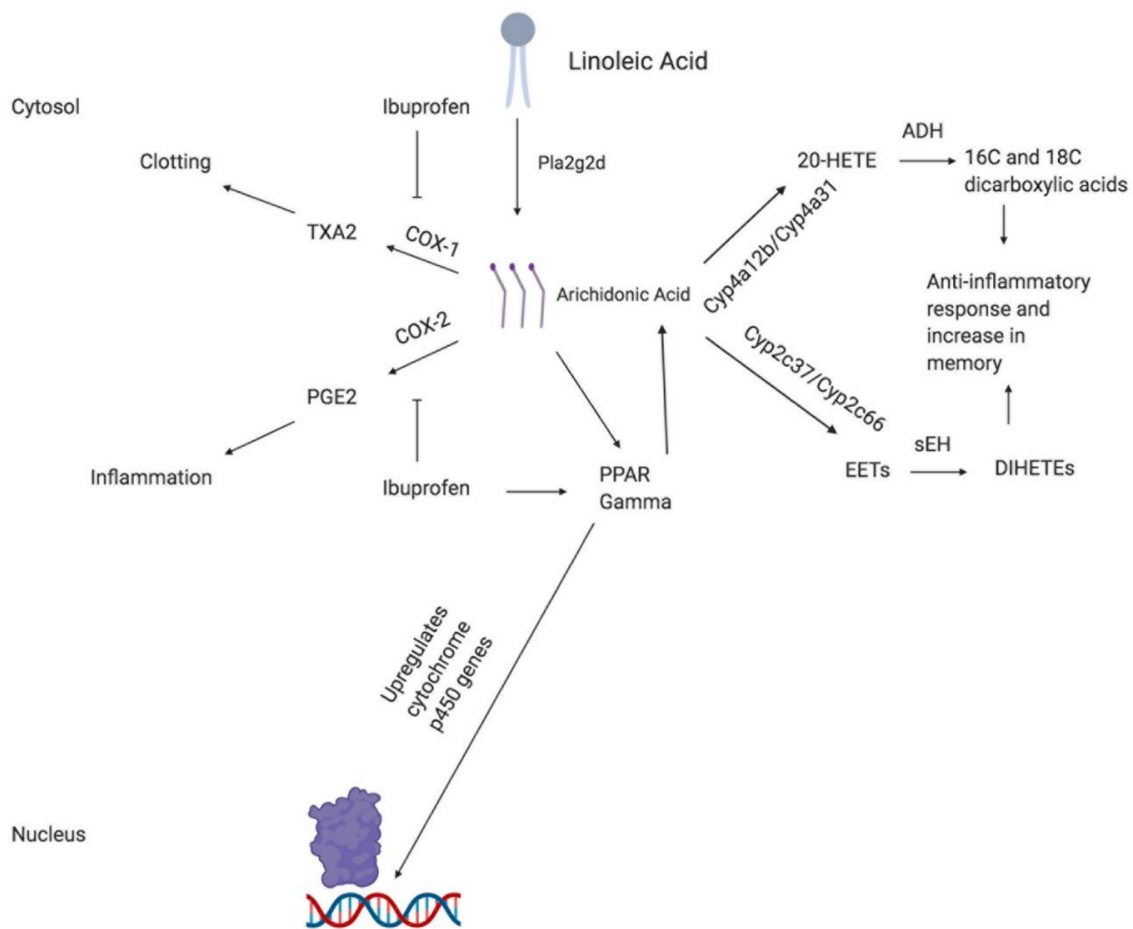 Linoleic Acid
Cytosol
Ibuprofen
Clotting
Pla2g2d
TXA2
COX-1
ADH
20-HETE
16C and 18C
dicarboxylic acids
Cyp4a12b/Cyp4a31
Arichidonic Acid
Anti-inflammatory
response and
increase in
memory
COX-2
PGE2
Cyp2c37/Cyp2c66
Inflammation
Ibuprofen
PPAR
Gamma
EETs
sEH
DIHETEs
Upregulates
cytochrome
p450 genes
Nucleus